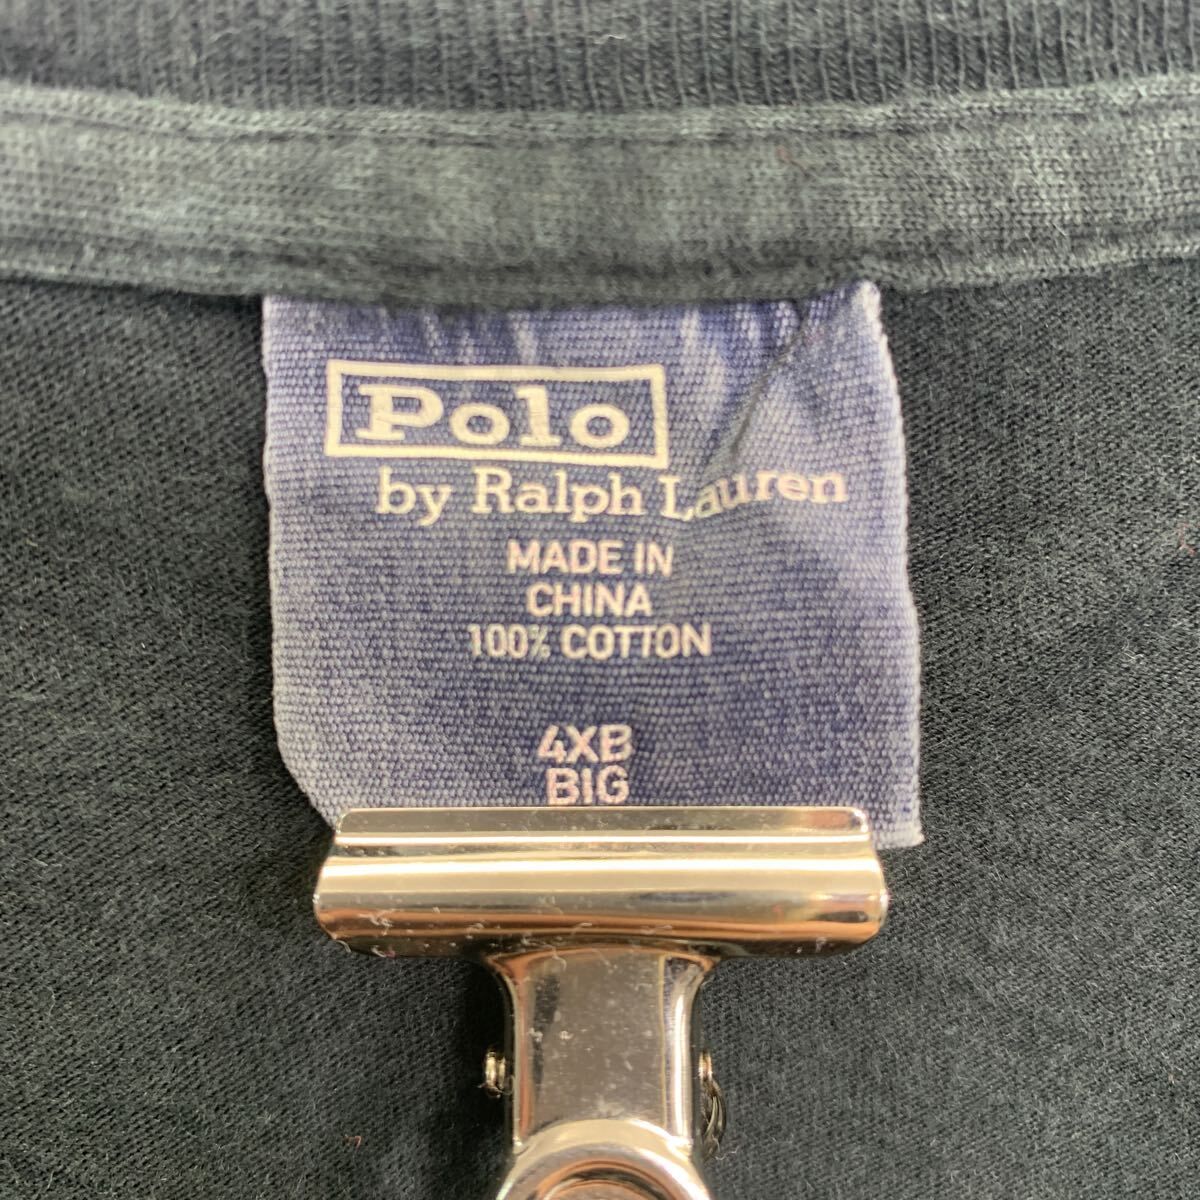 Polo
by Ralph Lauren
MADE IN
CHINA
100% COTTON
4XB
BIG